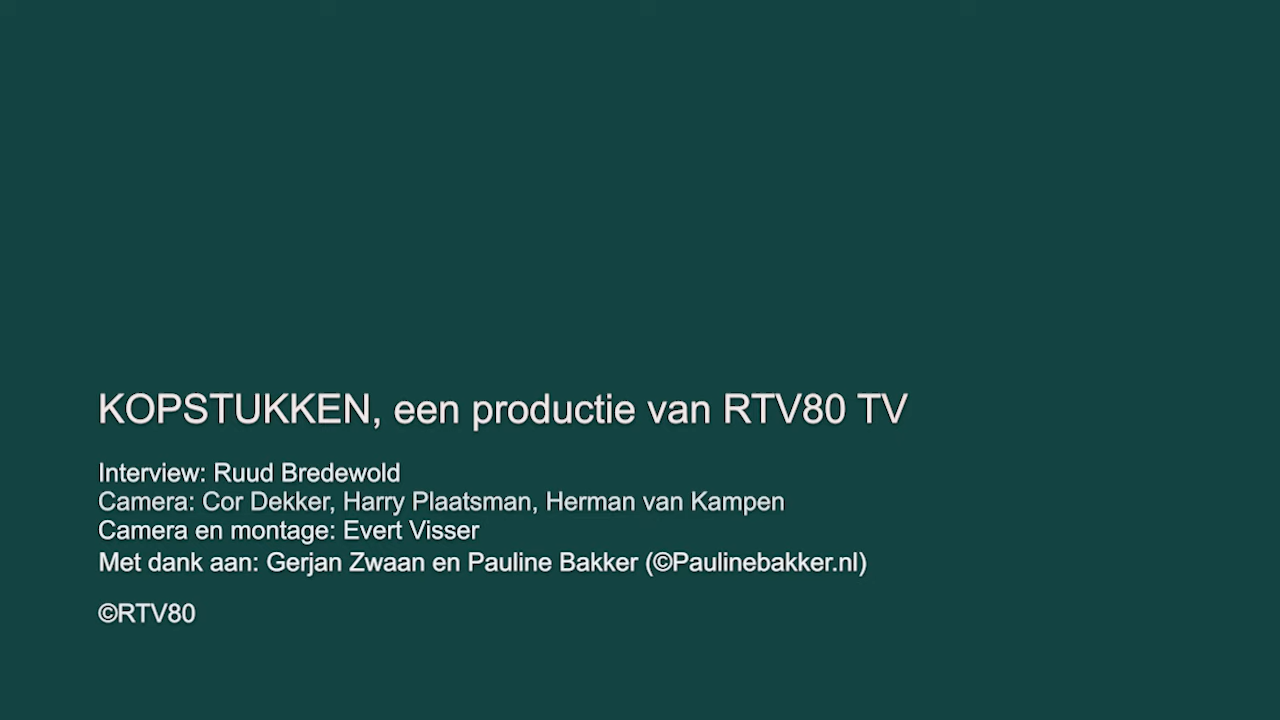 KOPSTUKKEN, een productie van RTV80 TV
Interview: Ruud Bredewold
Camera: Cor Dekker, Harry Plaatsman, Herman van Kampen
Camera en montage: Evert Visser
Met dank aan: Gerjan Zwaan en Pauline Bakker (©Paulinebakker.nl)
©RTV80